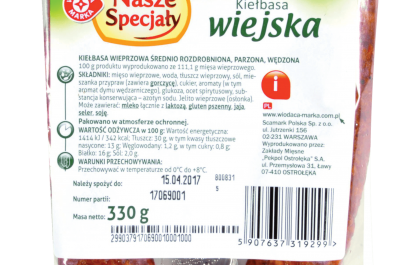 MARKA
Nasze
Specjały
Kiełbasa
wiejska
KIEŁBASA WIEPRZOWA ŚREDNIO ROZDROBNIONA, PARZONA, WĘDZONA
100 g produktu wyprodukowano ze 111,1 g mięsa wieprzowego.
SKŁADNIKI: mięso wieprzowe, woda, tłuszcz wieprzowy, sól, mie-
szanka przypraw (zawiera gorczycę); cukier, aromaty (w tym
aromat dymu wędzarniczego), glukoza, ocet spirytusowy, sub-
stancja konserwująca – azotyn sodu. Jelito wieprzowe (osłonka).
Może zawierać: mleko łącznie z laktozą, gluten pszenny, jaja,
seler, soję.
Pakowano w atmosferze ochronnej.
WARTOŚĆ ODŻYWCZA w 100 g: Wartość energetyczna:
1414 kJ / 342 kcal; Tłuszcz: 30 g, w tym kwasy tłuszczowe
nasycone: 13 g; Węglowodany: 1,2 g, w tym cukry: 0,8 g;
Białko: 16 g; Sól: 2,0 g.
WARUNKI PRZECHOWYWANIA:
Przechowywać w temperaturze od 0°C do +8°C.
Należy spożyć do: 15.04.2017 800831
5
Numer partii: 17069001
Masa netto: 330 g
29903791706900100 1000
i
www.wiodaca-marka.com.pl
Scamark Polska Sp. z o.o.
ul. Jutrzenki 156
02-231 WARSZAWA
Wyprodukowano przez:
Zakłady Mięsne
„Pekpol Ostrołęka” S.A.
ul. Przemysłowa 31, Ławy
07-410 OSTROŁĘKA
5 907637 319299 >